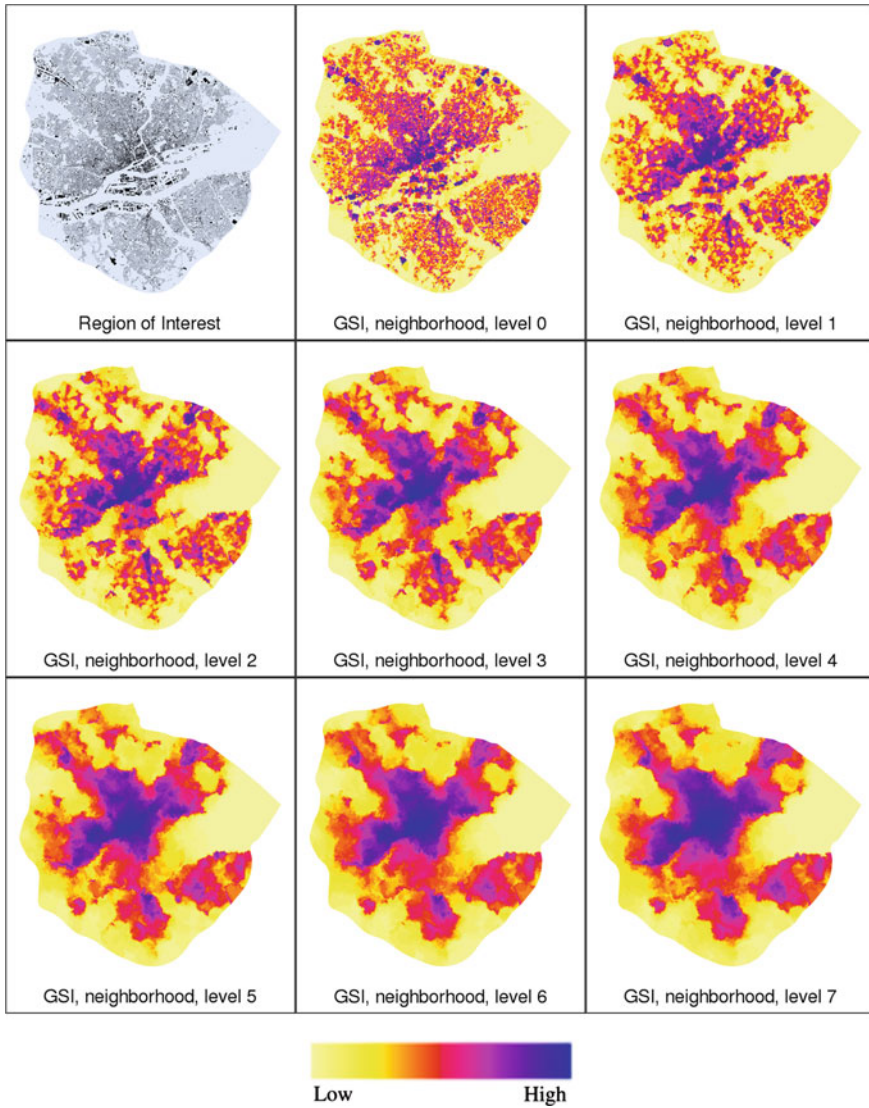 Region of Interest
GSI, neighborhood, level 0
GSI, neighborhood, level 1
GSI, neighborhood, level 2
GSI, neighborhood, level 3
GSI, neighborhood, level 4
GSI, neighborhood, level 5
GSI, neighborhood, level 6
GSI, neighborhood, level 7
Low High